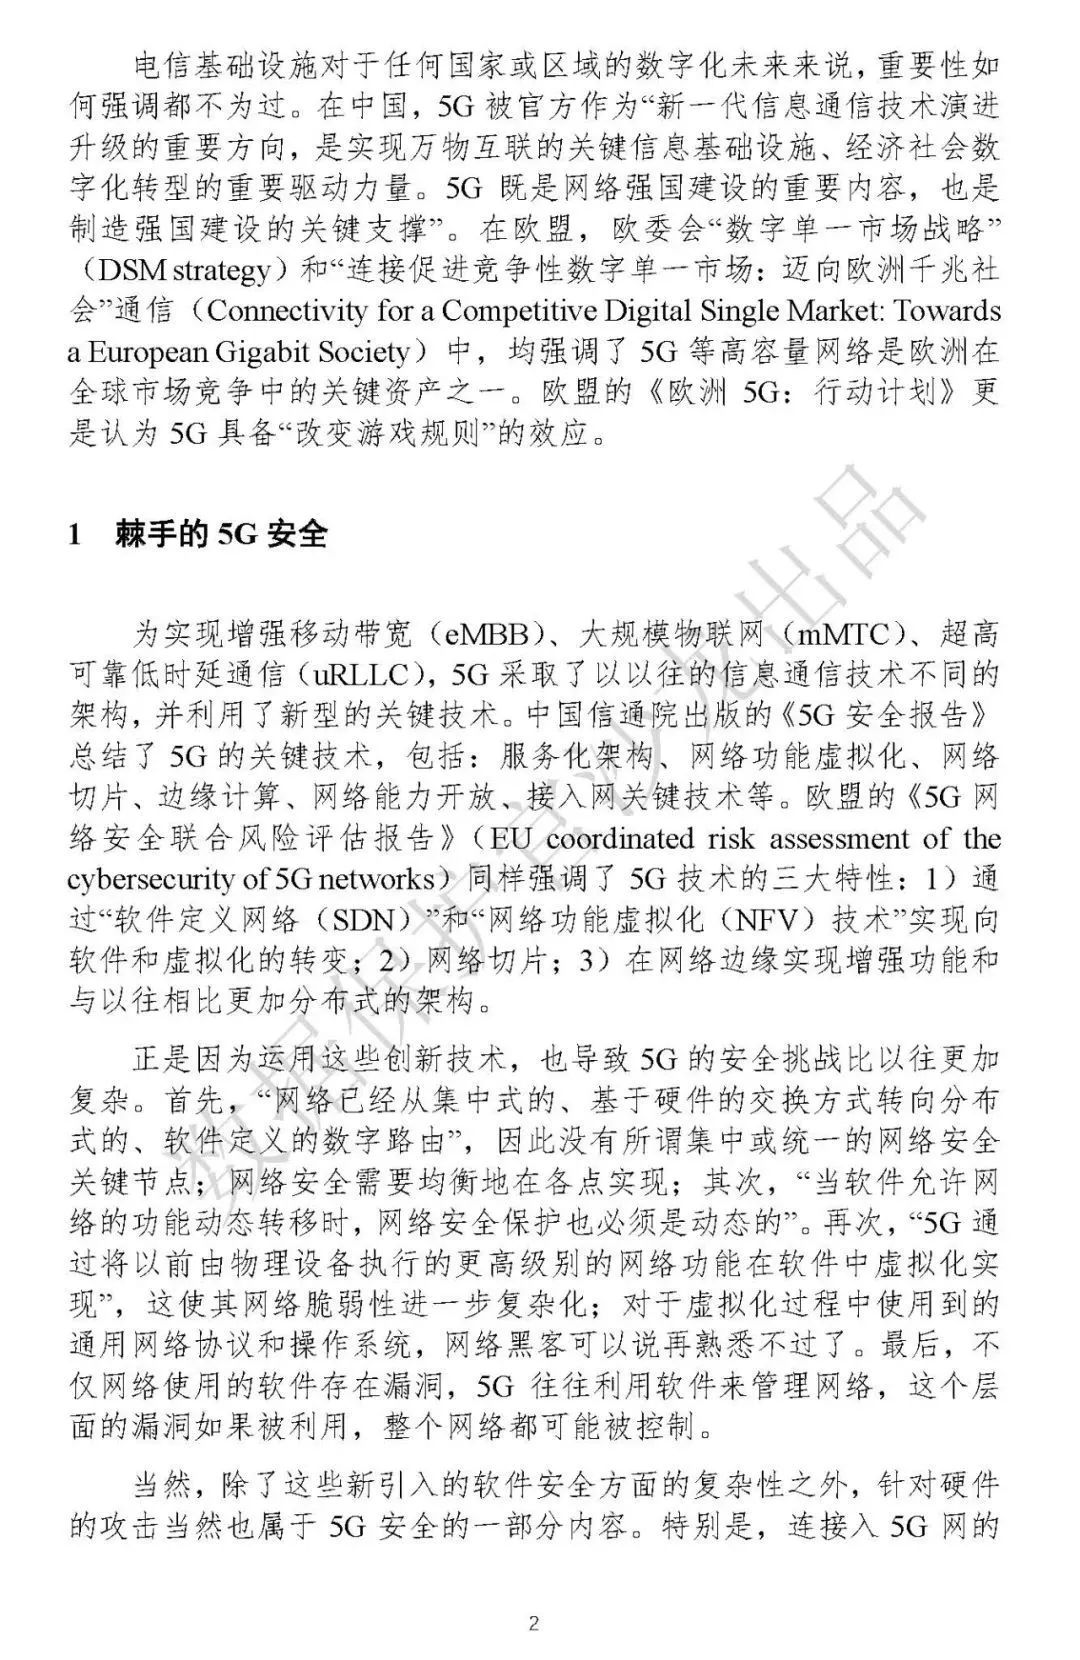 电信基础设施对于任何国家或区域的数字化未来来说，重要性如
何强调都不为过。在中国，5G 被官方作为“新一代信息通信技术演进
升级的重要方向，是实现万物互联的关键信息基础设施、经济社会数
字化转型的重要驱动力量。5G 既是网络强国建设的重要内容，也是
制造强国建设的关键支撑”。在欧盟，欧委会“数字单一市场战略”
（DSM strategy）和“连接促进竞争性数字单一市场：迈向欧洲千兆社
会”通信（Connectivity for a Competitive Digital Single Market: Towards
a European Gigabit Society）中，均强调了 5G 等高容量网络是欧洲在
全球市场竞争中的关键资产之一。欧盟的《欧洲 5G：行动计划》更
是认为 5G 具备“改变游戏规则”的效应。
1 棘手的 5G 安全
为实现增强移动带宽（eMBB）、大规模物联网（mMTC）、超高
可靠低时延通信（uRLLC），5G 采取了以以往的信息通信技术不同的
架构，并利用了新型的关键技术。中国信通院出版的《5G 安全报告》
总结了 5G 的关键技术，包括：服务化架构、网络功能虚拟化、网络
切片、边缘计算、网络能力开放、接入网关键技术等。欧盟的《5G 网
络安全联合风险评估报告》（EU coordinated risk assessment of the
cybersecurity of 5G networks）同样强调了 5G 技术的三大特性：1）通
过“软件定义网络（SDN）”和“网络功能虚拟化（NFV）技术”实现向
软件和虚拟化的转变；2）网络切片；3）在网络边缘实现增强功能和
与以往相比更加分布式的架构。
正是因为运用这些创新技术，也导致 5G 的安全挑战比以往更加
复杂。首先，“网络已经从集中式的、基于硬件的交换方式转向分布
式的、软件定义的数字路由”，因此没有所谓集中或统一的网络安全
关键节点；网络安全需要均衡地在各点实现；其次，“当软件允许网
络的功能动态转移时，网络安全保护也必须是动态的”。再次，“5G 通
过将以前由物理设备执行的更高级别的网络功能在软件中虚拟化实
现”，这使其网络脆弱性进一步复杂化；对于虚拟化过程中使用到的
通用网络协议和操作系统，网络黑客可以说再熟悉不过了。最后，不
仅网络使用的软件存在漏洞，5G 往往利用软件来管理网络，这个层
面的漏洞如果被利用，整个网络都可能被控制。
当然，除了这些新引入的软件安全方面的复杂性之外，针对硬件
的攻击当然也属于 5G 安全的一部分内容。特别是，连接入 5G 网的
2
数据保护官沙龙出品